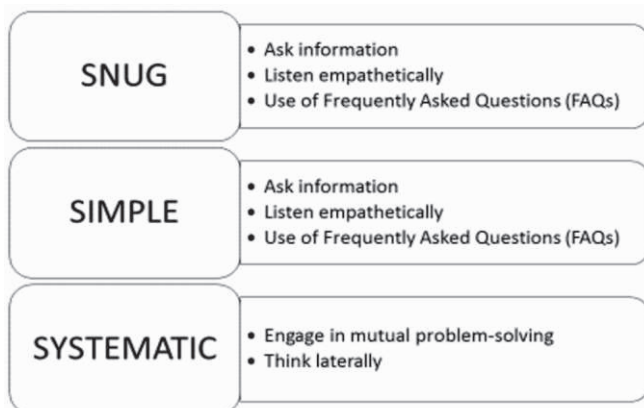 SNUG
• Ask information
• Listen empathetically
• Use of Frequently Asked Questions (FAQs)
SIMPLE
• Ask information
• Listen empathetically
• Use of Frequently Asked Questions (FAQs)
SYSTEMATIC
• Engage in mutual problem-solving
• Think laterally